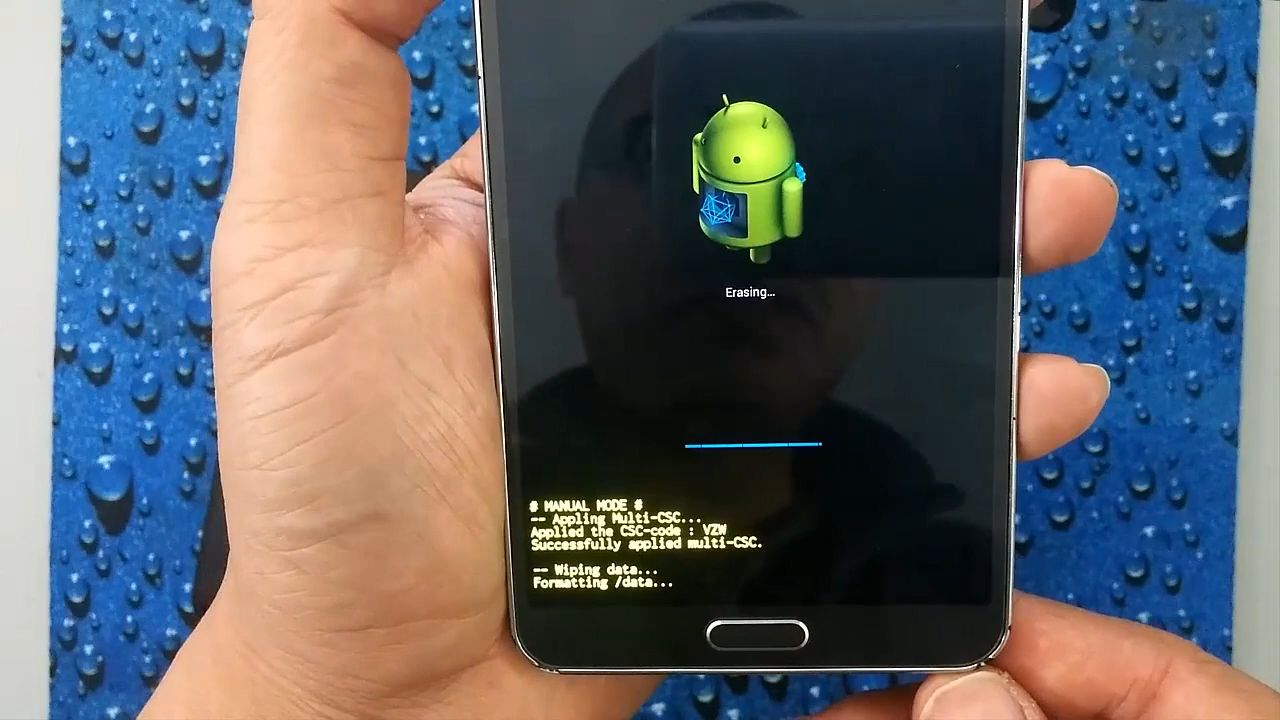 Erasing...
# MANUAL MODE #
-- Appling Multi-CSC...
Applied the CSC-code : VZW
Successfully applied multi-CSC.
-- Wiping data...
Formatting /data...